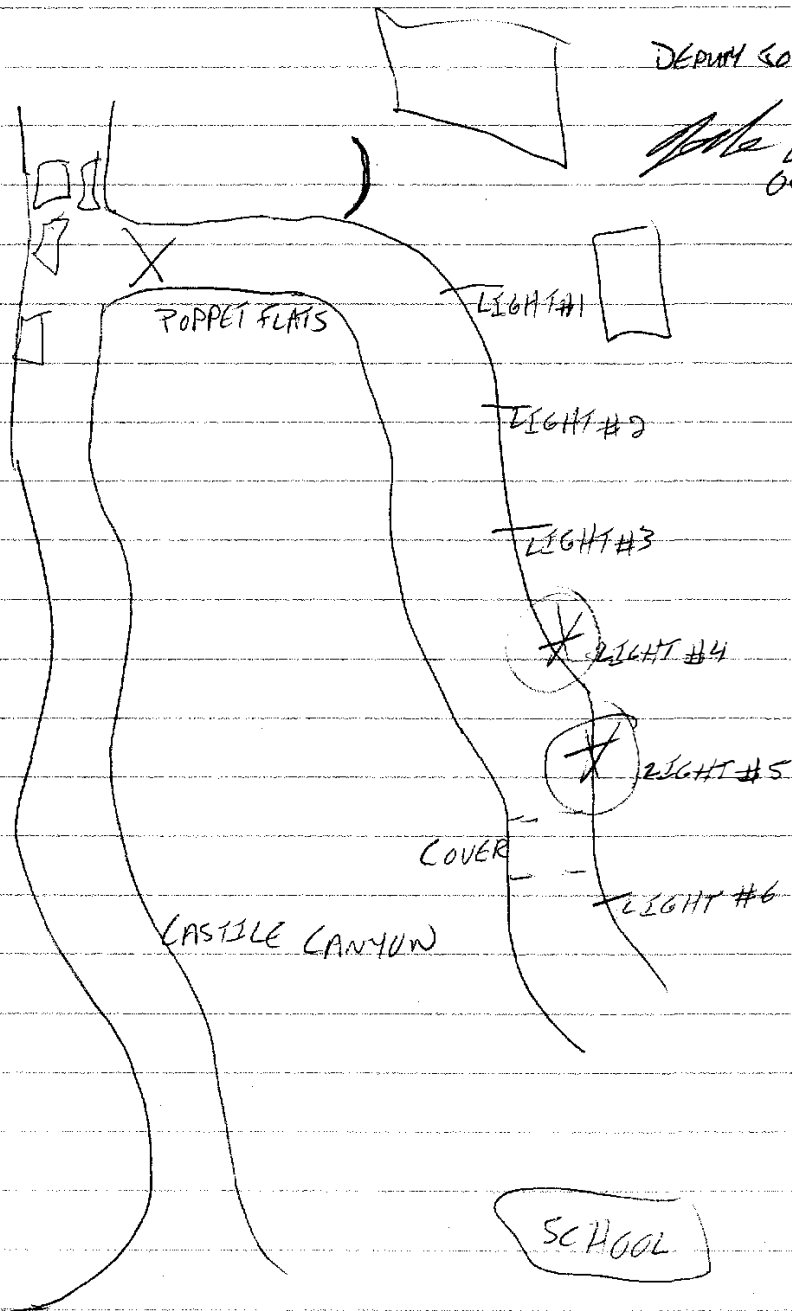 DEPUTY
POPPET FLATS
LIGHT #1
LIGHT #2
LIGHT #3
LIGHT #4
LIGHT #5
COVER
LIGHT #6
CASTILE CANYON
SCHOOL